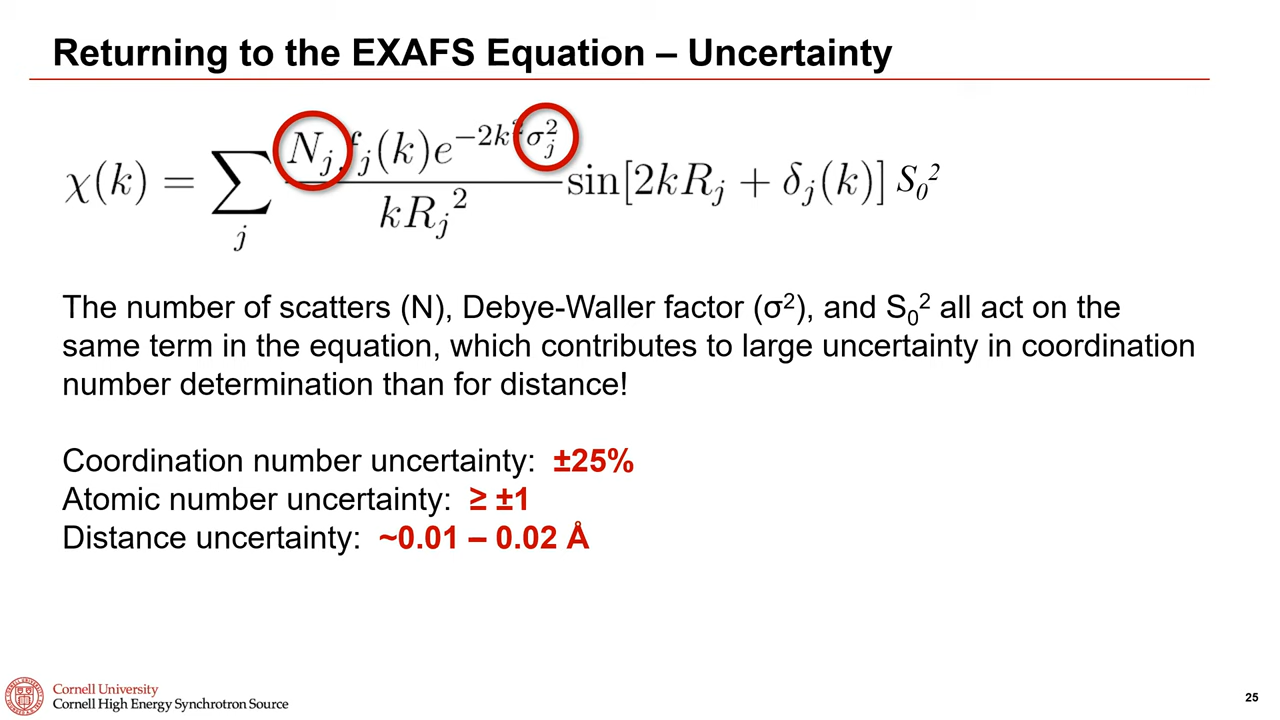 Returning to the EXAFS Equation – Uncertainty
χ(k) = ∑_j (N_j f_j(k)e^{−2k²σ_j²} / kR_j²) sin[2kR_j + δ_j(k)] S₀²
The number of scatters (N), Debye-Waller factor (σ²), and S₀² all act on the
same term in the equation, which contributes to large uncertainty in coordination
number determination than for distance!
Coordination number uncertainty: ±25%
Atomic number uncertainty: ≥ ±1
Distance uncertainty: ~0.01 – 0.02 Å
Cornell University
Cornell High Energy Synchrotron Source
25